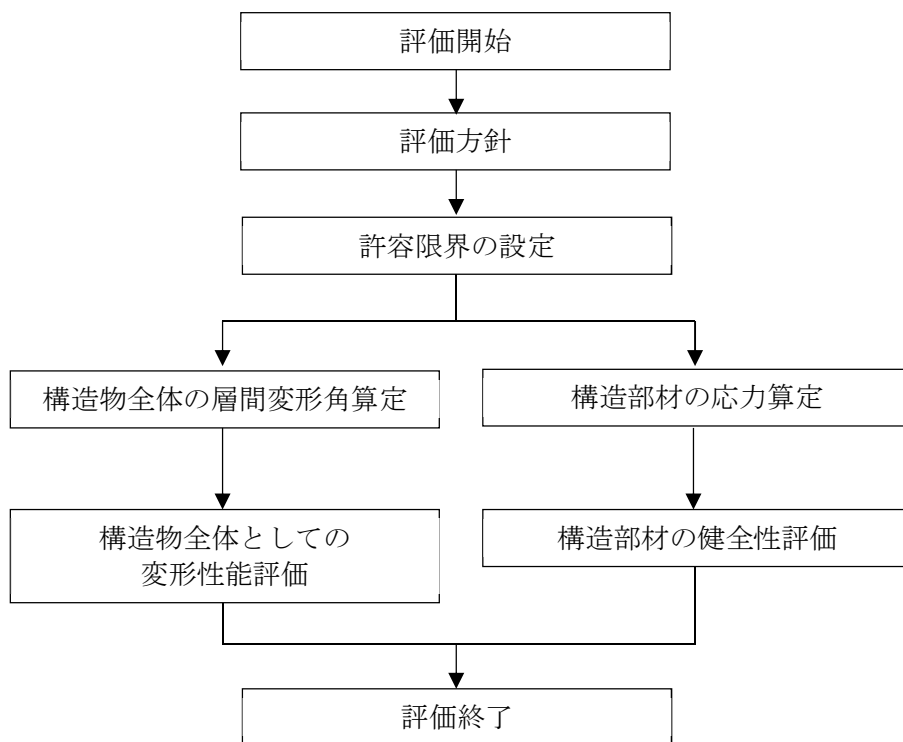 評価開始
評価方針
許容限界の設定
構造物全体の層間変形角算定
構造部材の応力算定
構造物全体としての
変形性能評価
構造部材の健全性評価
評価終了